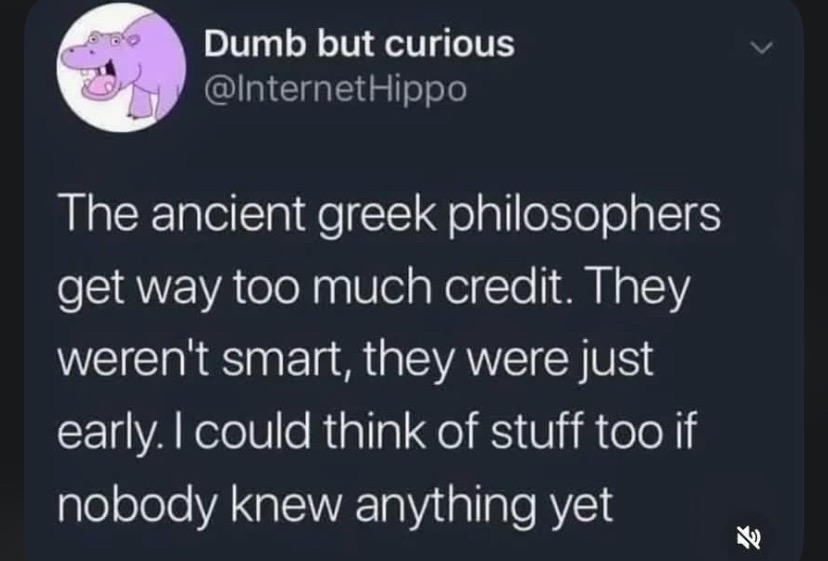 Dumb but curious
@InternetHippo
The ancient greek philosophers
get way too much credit. They
weren't smart, they were just
early. I could think of stuff too if
nobody knew anything yet